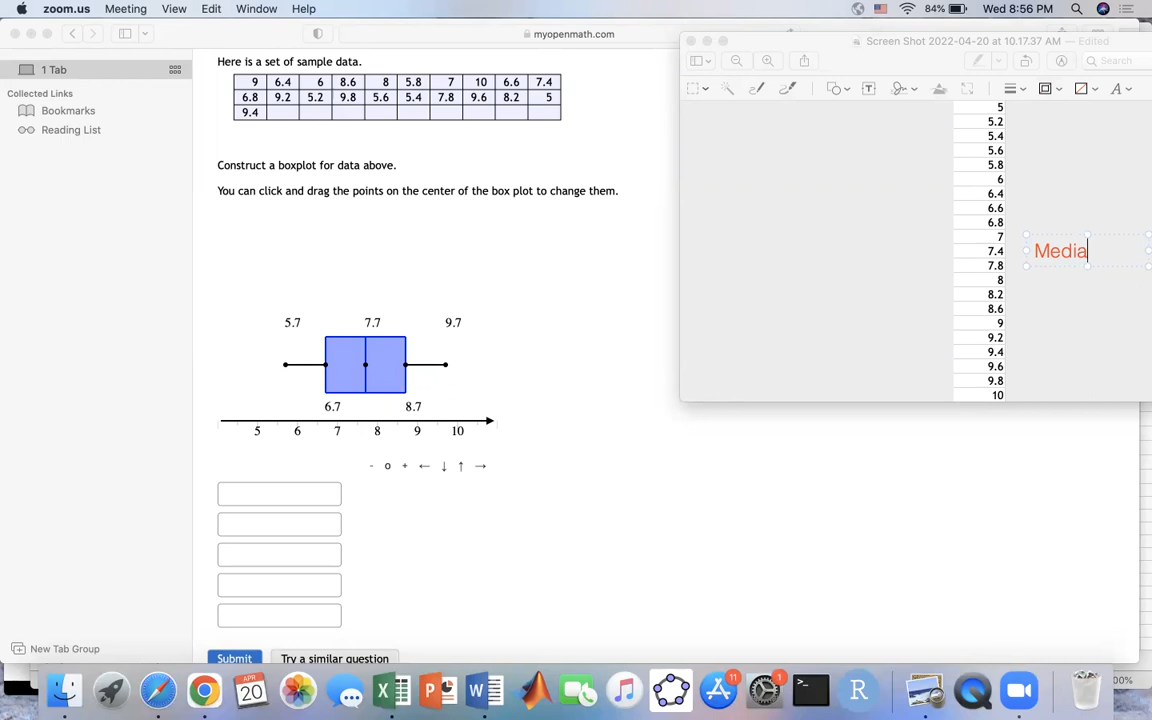 zoom.us Meeting View Edit Window Help 84% Wed 8:56 PM
myopenmath.com
Screen Shot 2022-04-20 at 10.17.37 AM — Edited
Search
1 Tab
Collected Links
Bookmarks
Reading List
Here is a set of sample data.
9 6.4 6 8.6 8 5.8 7 10 6.6 7.4
6.8 9.2 5.2 9.8 5.6 5.4 7.8 9.6 8.2 5
9.4
Construct a boxplot for data above.
You can click and drag the points on the center of the box plot to change them.
5.7 7.7 9.7
6.7 8.7
5 6 7 8 9 10
- o + ← ↓ ↑ →
Submit Try a similar question
5
5.2
5.4
5.6
5.8
6
6.4
6.6
6.8
7
7.4
7.8
8
8.2
8.6
9
9.2
9.4
9.6
9.8
10
Media
New Tab Group
APR
20
11
1
00%